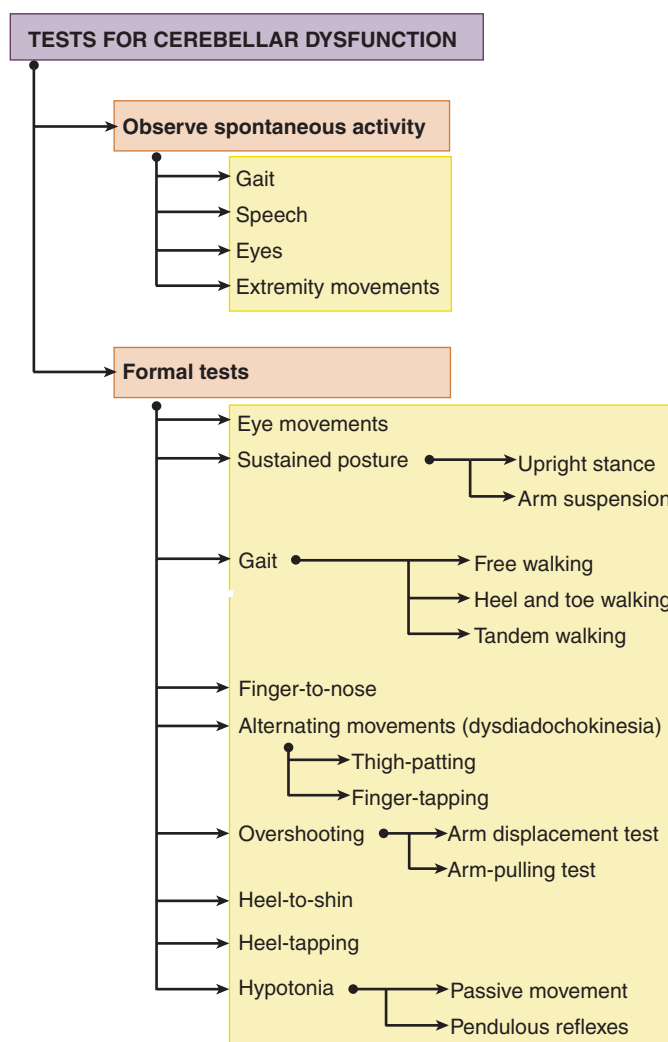 TESTS FOR CEREBELLAR DYSFUNCTION
Observe spontaneous activity
Gait
Speech
Eyes
Extremity movements
Formal tests
Eye movements
Sustained posture
Upright stance
Arm suspension
Gait
Free walking
Heel and toe walking
Tandem walking
Finger-to-nose
Alternating movements (dysdiadochokinesia)
Thigh-patting
Finger-tapping
Overshooting
Arm displacement test
Arm-pulling test
Heel-to-shin
Heel-tapping
Hypotonia
Passive movement
Pendulous reflexes